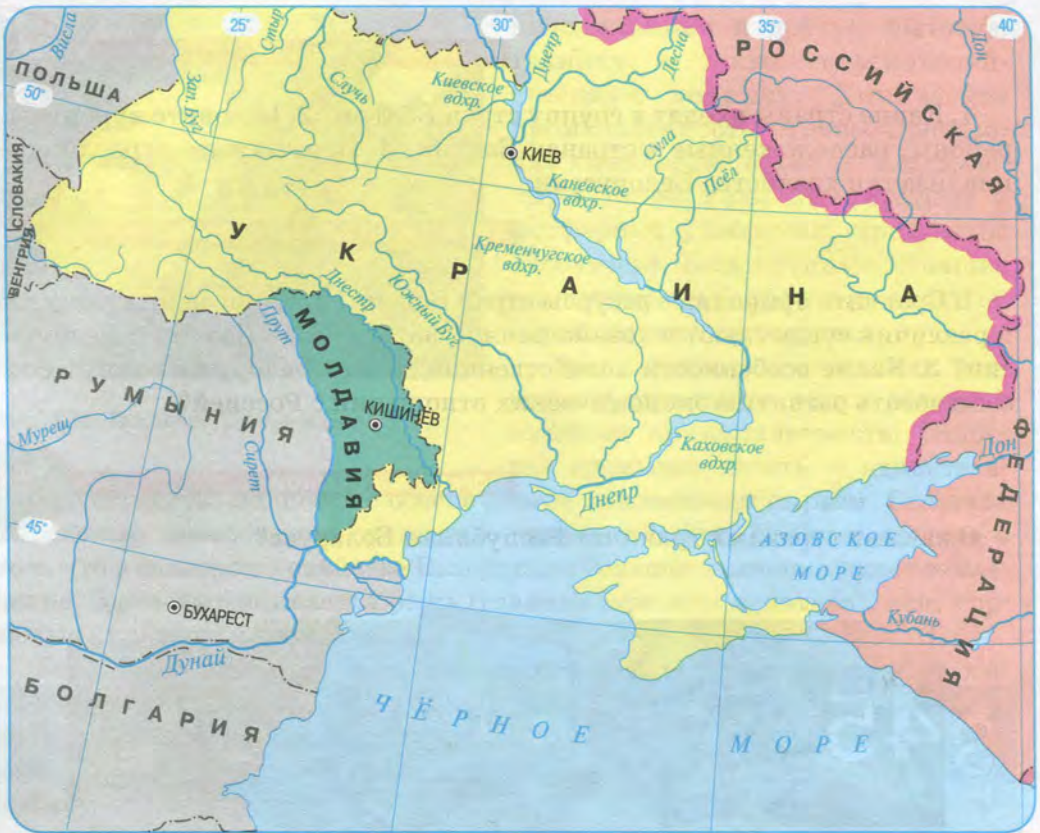 25°
30°
35°
40°
Висла
Стырь
Днепр
Десна
РОССИЙСКАЯ
Дон
ПОЛЬША
50°
Зап. Буг
Случь
Киевское
вдхр.
КИЕВ
Сула
Псёл
Каневское
вдхр.
СЛОВАКИЯ
ВЕНГРИЯ
УКРАИНА
Кременчугское
вдхр.
Днестр
Южный Буг
Прут
МОЛДАВИЯ
РУМЫНИЯ
КИШИНЁВ
Муреш
Сирет
Каховское
вдхр.
Дон
ФЕДЕРАЦИЯ
Днепр
45°
АЗОВСКОЕ
МОРЕ
БУХАРЕСТ
Кубань
Дунай
БОЛГАРИЯ
ЧЁРНОЕ МОРЕ